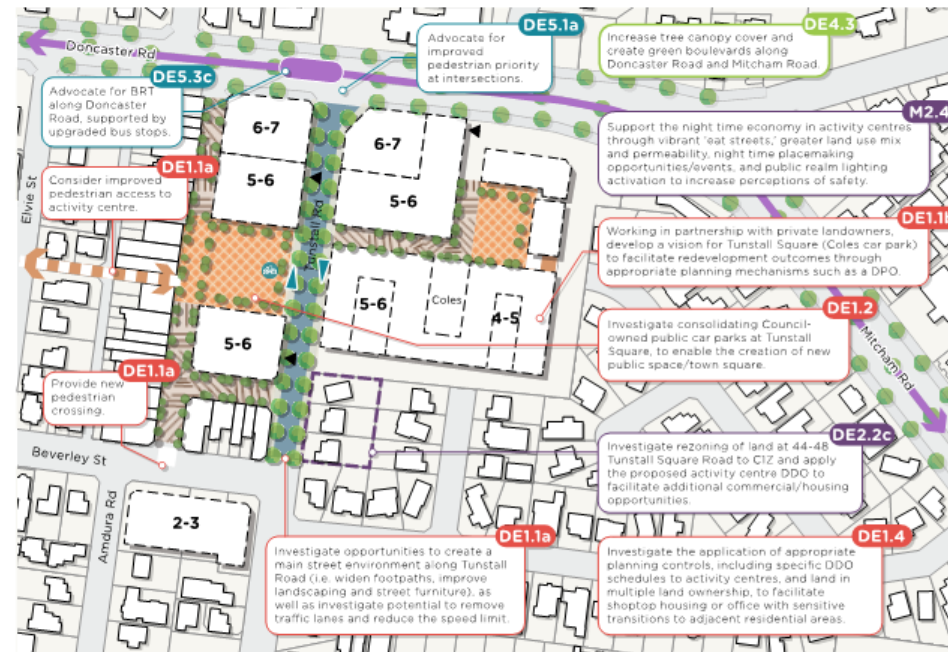 DE5.1a
Advocate for
improved
pedestrian priority
at intersections.
DE4.3
Increase tree canopy cover and
create green boulevards along
Doncaster Road and Mitcham Road.
Doncaster Rd
DE5.3c
Advocate for BRT
along Doncaster
Road, supported by
upgraded bus stops.
M2.4
Support the night time economy in activity centres
through vibrant 'eat streets,' greater land use mix
and permeability, night time placemaking
opportunities/events, and public realm lighting
activation to increase perceptions of safety.
6-7
6-7
DE1.1a
Consider improved
pedestrian access to
activity centre.
5-6
5-6
Elvie St
Tunstall Rd
DE1.1b
Working in partnership with private landowners,
develop a vision for Tunstall Square (Coles car park)
to facilitate redevelopment outcomes through
appropriate planning mechanisms such as a DPO.
5-6
Coles
4-5
DE1.2
Investigate consolidating Council-
owned public car parks at Tunstall
Square, to enable the creation of new
public space/town square.
Mitcham Rd
5-6
DE1.1a
Provide new
pedestrian
crossing.
DE2.2c
Investigate rezoning of land at 44-48
Tunstall Square Road to C1Z and apply
the proposed activity centre DDO to
facilitate additional commercial/housing
opportunities.
Beverley St
Amdura Rd
2-3
DE1.1a
Investigate opportunities to create a
main street environment along Tunstall
Road (i.e. widen footpaths, improve
landscaping and street furniture), as
well as investigate potential to remove
traffic lanes and reduce the speed limit.
DE1.4
Investigate the application of appropriate
planning controls, including specific DDO
schedules to activity centres, and land in
multiple land ownership, to facilitate
shoptop housing or office with sensitive
transitions to adjacent residential areas.